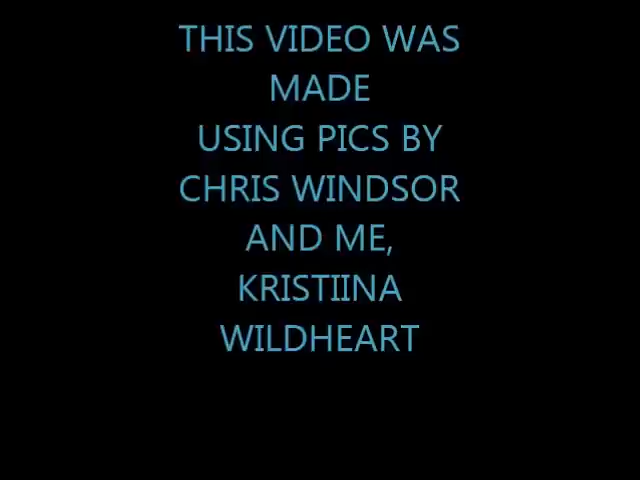 THIS VIDEO WAS
MADE
USING PICS BY
CHRIS WINDSOR
AND ME,
KRISTIINA
WILDHEART